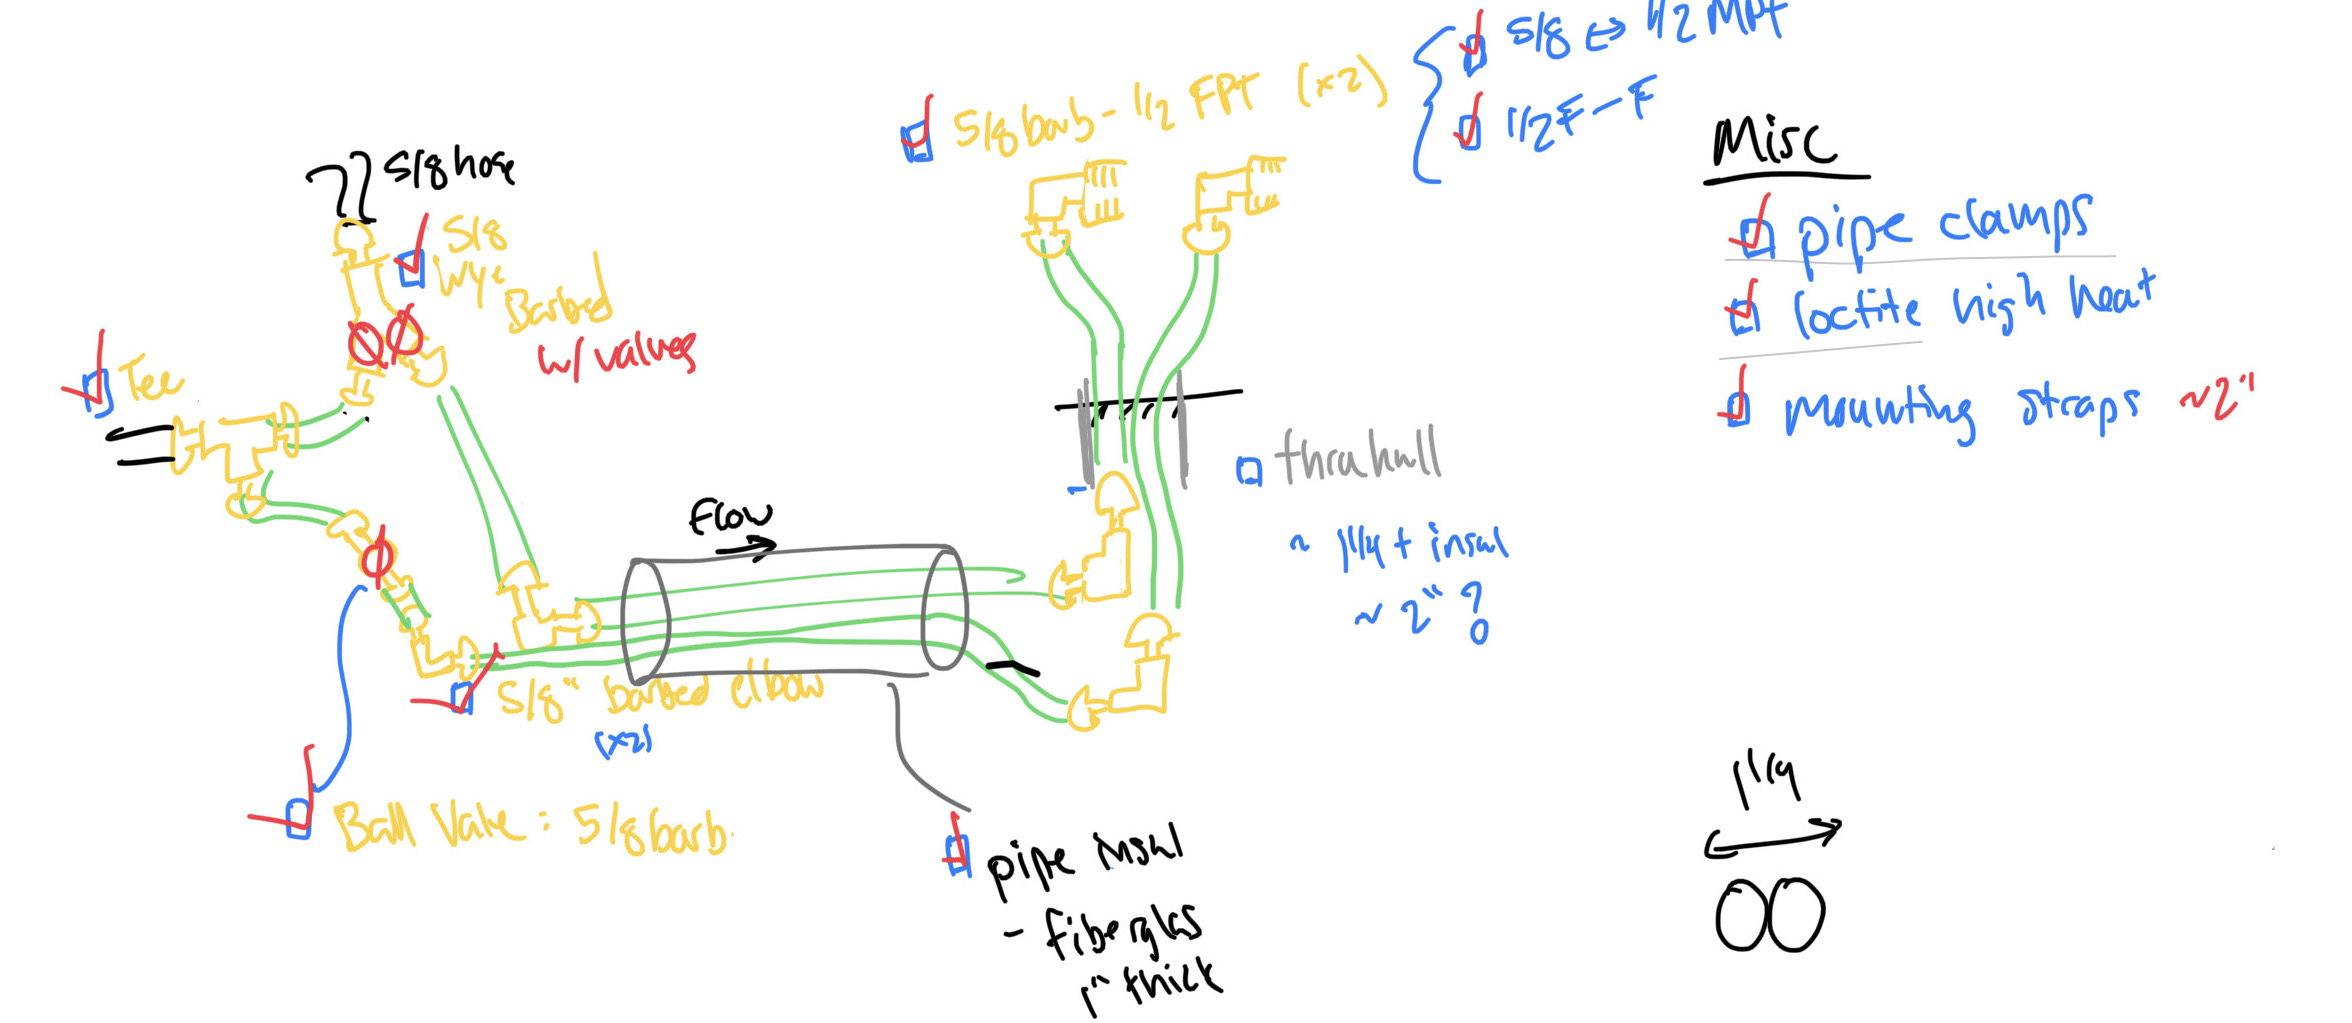 5/8 <-> 1/2 MPT
5/8 barb - 1/2 FPT (x2)
1/2 F - F
Misc
5/8 hose
pipe clamps
5/8
Wye
Barbed
w/ valves
loctite high heat
Tee
mounting straps ~2"
thruhull
Flow
~ 1 1/4 + insul
~ 2" ?
5/8" barbed elbow
(x2)
1 1/4
Ball Valve: 5/8 barb
pipe insul
- fiberglas
1" thick